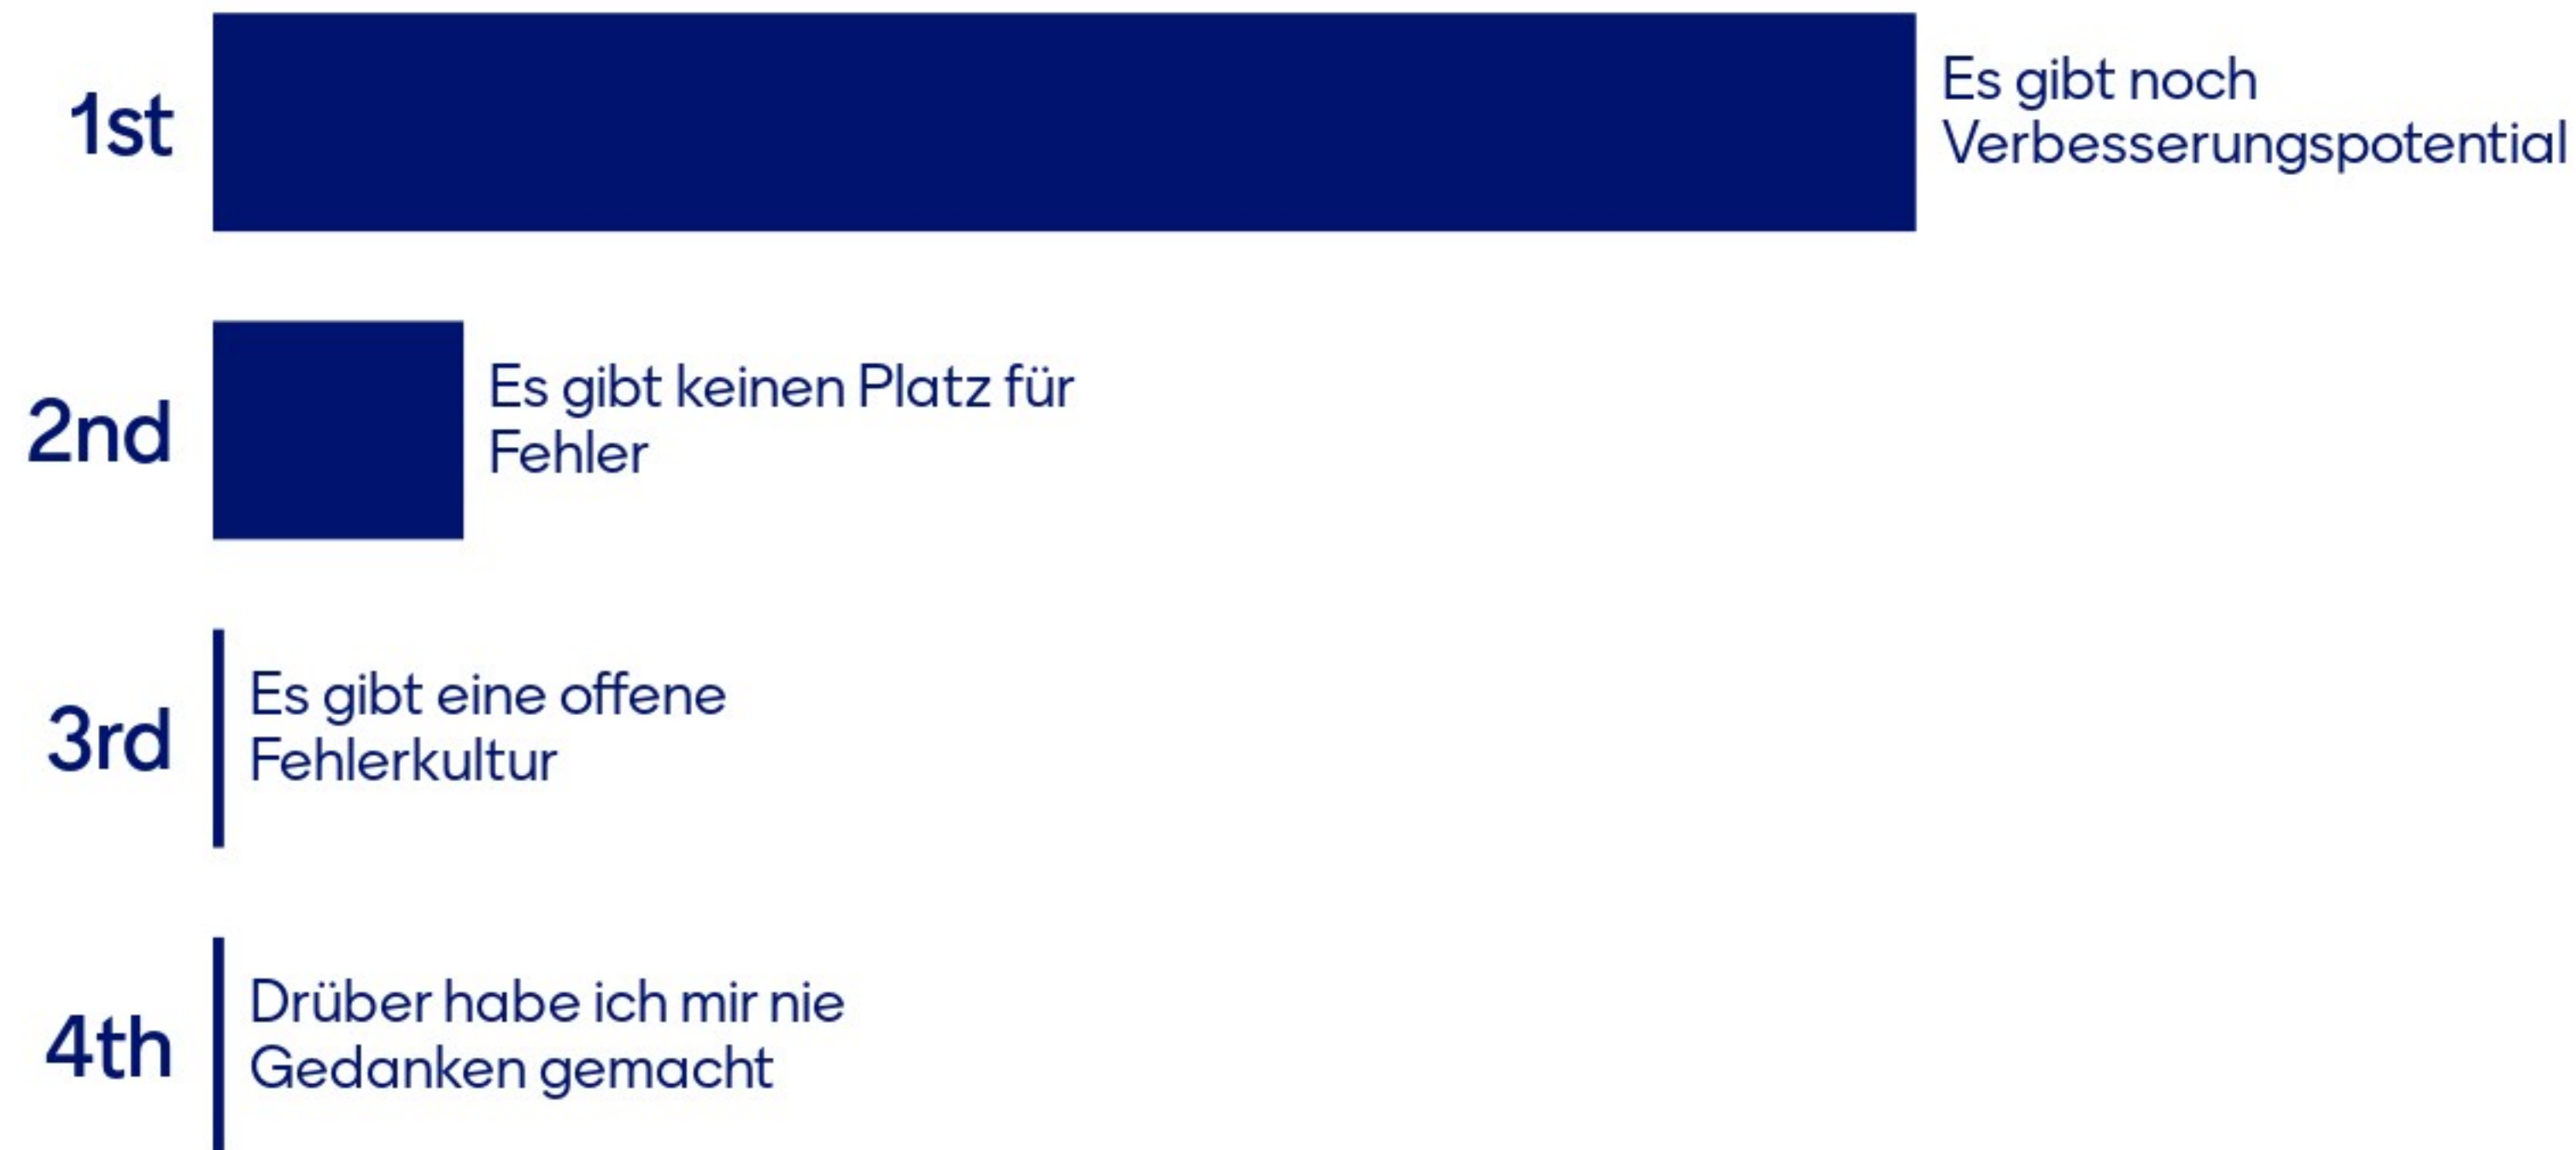 1st
Es gibt noch
Verbesserungspotential
2nd
Es gibt keinen Platz für
Fehler
3rd
Es gibt eine offene
Fehlerkultur
4th
Drüber habe ich mir nie
Gedanken gemacht